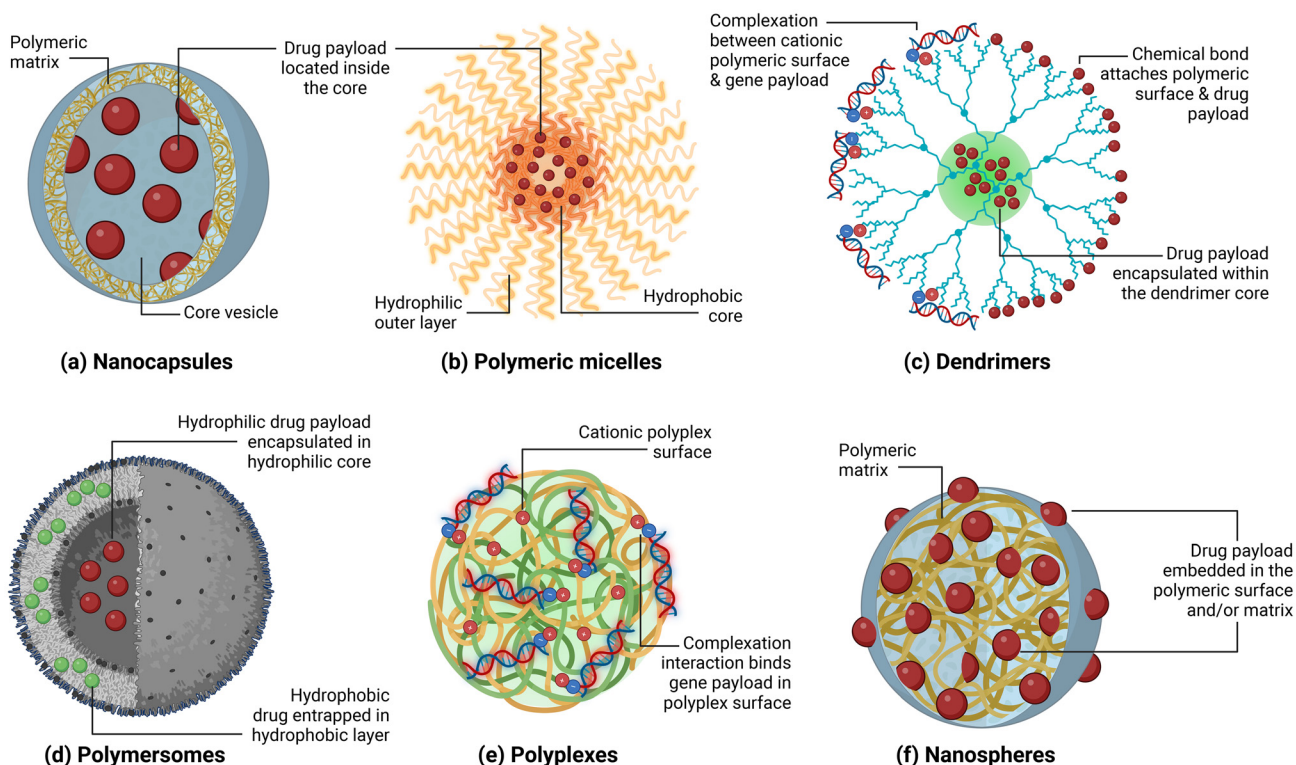 Polymeric
matrix
Drug payload
located inside
the core
Core vesicle
(a) Nanocapsules
Hydrophilic
outer layer
Hydrophobic
core
(b) Polymeric micelles
Complexation
between cationic
polymeric surface
& gene payload
Chemical bond
attaches polymeric
surface & drug
payload
Drug payload
encapsulated within
the dendrimer core
(c) Dendrimers
Hydrophilic drug payload
encapsulated in
hydrophilic core
Hydrophobic
drug entrapped in
hydrophobic layer
(d) Polymersomes
Cationic polyplex
surface
Complexation
interaction binds
gene payload in
polyplex surface
(e) Polyplexes
Polymeric
matrix
Drug payload
embedded in the
polymeric surface
and/or matrix
(f) Nanospheres